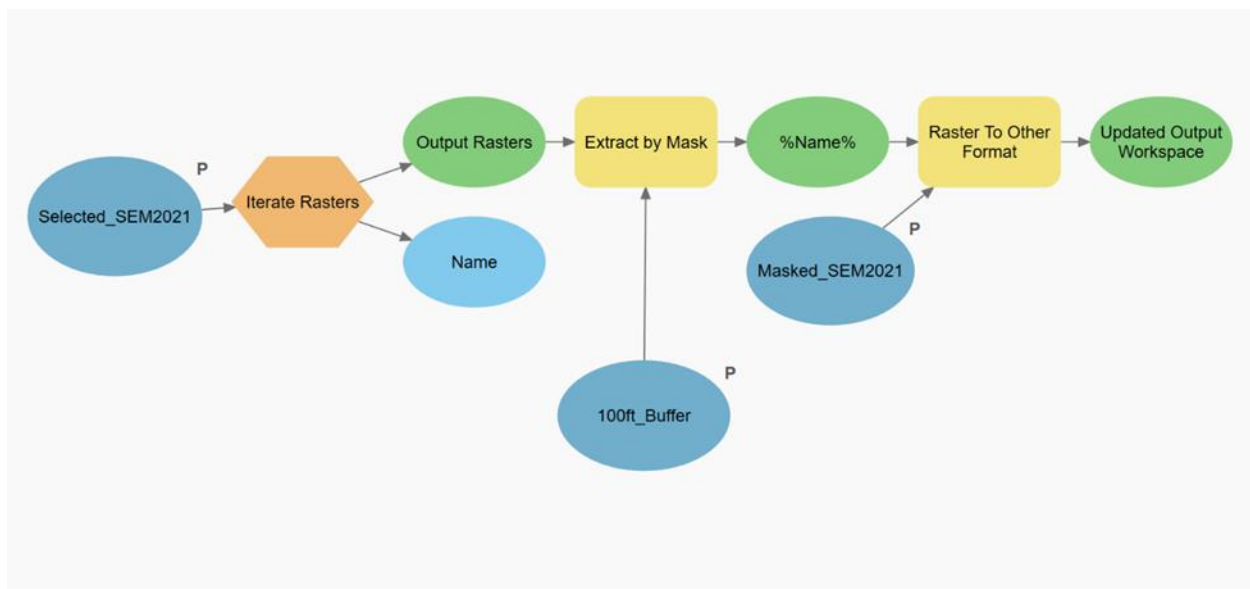 P
Selected_SEM2021
Iterate Rasters
Output Rasters
Name
Extract by Mask
P
100ft_Buffer
%Name%
P
Masked_SEM2021
Raster To Other
Format
Updated Output
Workspace